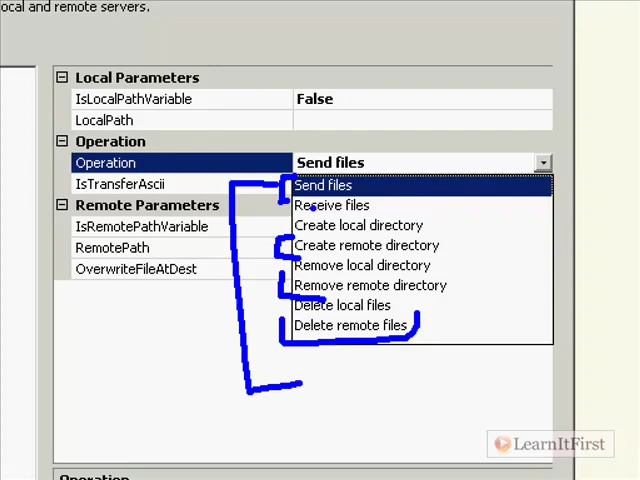 ocal and remote servers.
Local Parameters
IsLocalPathVariable False
LocalPath
Operation
Operation Send files
IsTransferAscii Send files
Remote Parameters Receive files
IsRemotePathVariable Create local directory
RemotePath Create remote directory
OverwriteFileAtDest Remove local directory
Remove remote directory
Delete local files
Delete remote files
LearnItFirst
Operation